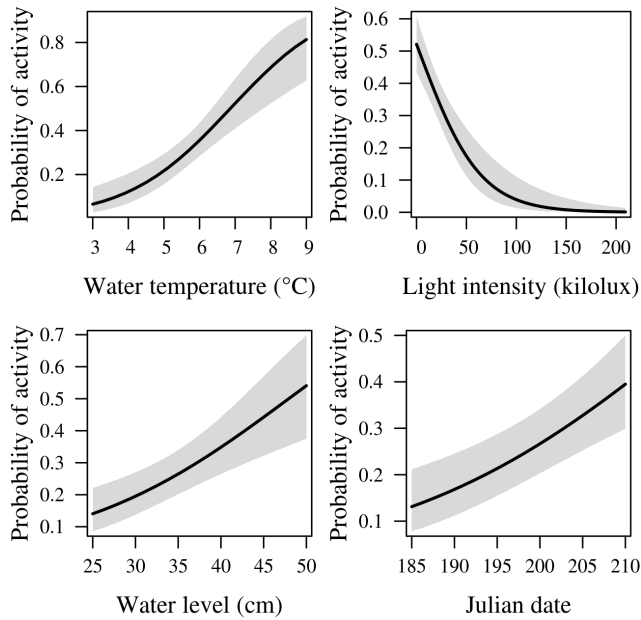 Probability of activity
0.8
0.6
0.4
0.2
3 4 5 6 7 8 9
Water temperature (°C)
Probability of activity
0.6
0.5
0.4
0.3
0.2
0.1
0.0
0 50 100 150 200
Light intensity (kilolux)
Probability of activity
0.7
0.6
0.5
0.4
0.3
0.2
0.1
25 30 35 40 45 50
Water level (cm)
Probability of activity
0.5
0.4
0.3
0.2
0.1
185 190 195 200 205 210
Julian date